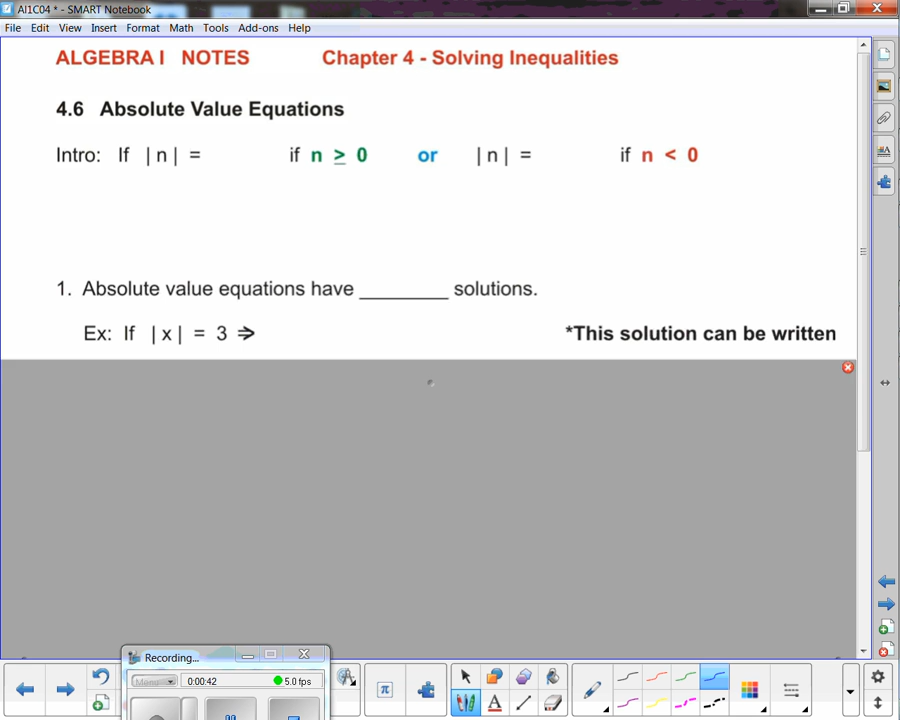 AI1C04 * - SMART Notebook
File Edit View Insert Format Math Tools Add-ons Help
ALGEBRA I NOTES Chapter 4 - Solving Inequalities
4.6 Absolute Value Equations
Intro: If | n | = if n ≥ 0 or | n | = if n < 0
1. Absolute value equations have ________ solutions.
Ex: If | x | = 3 ⇒ *This solution can be written
Recording...
Menu 0:00:42 5.0 fps
π A